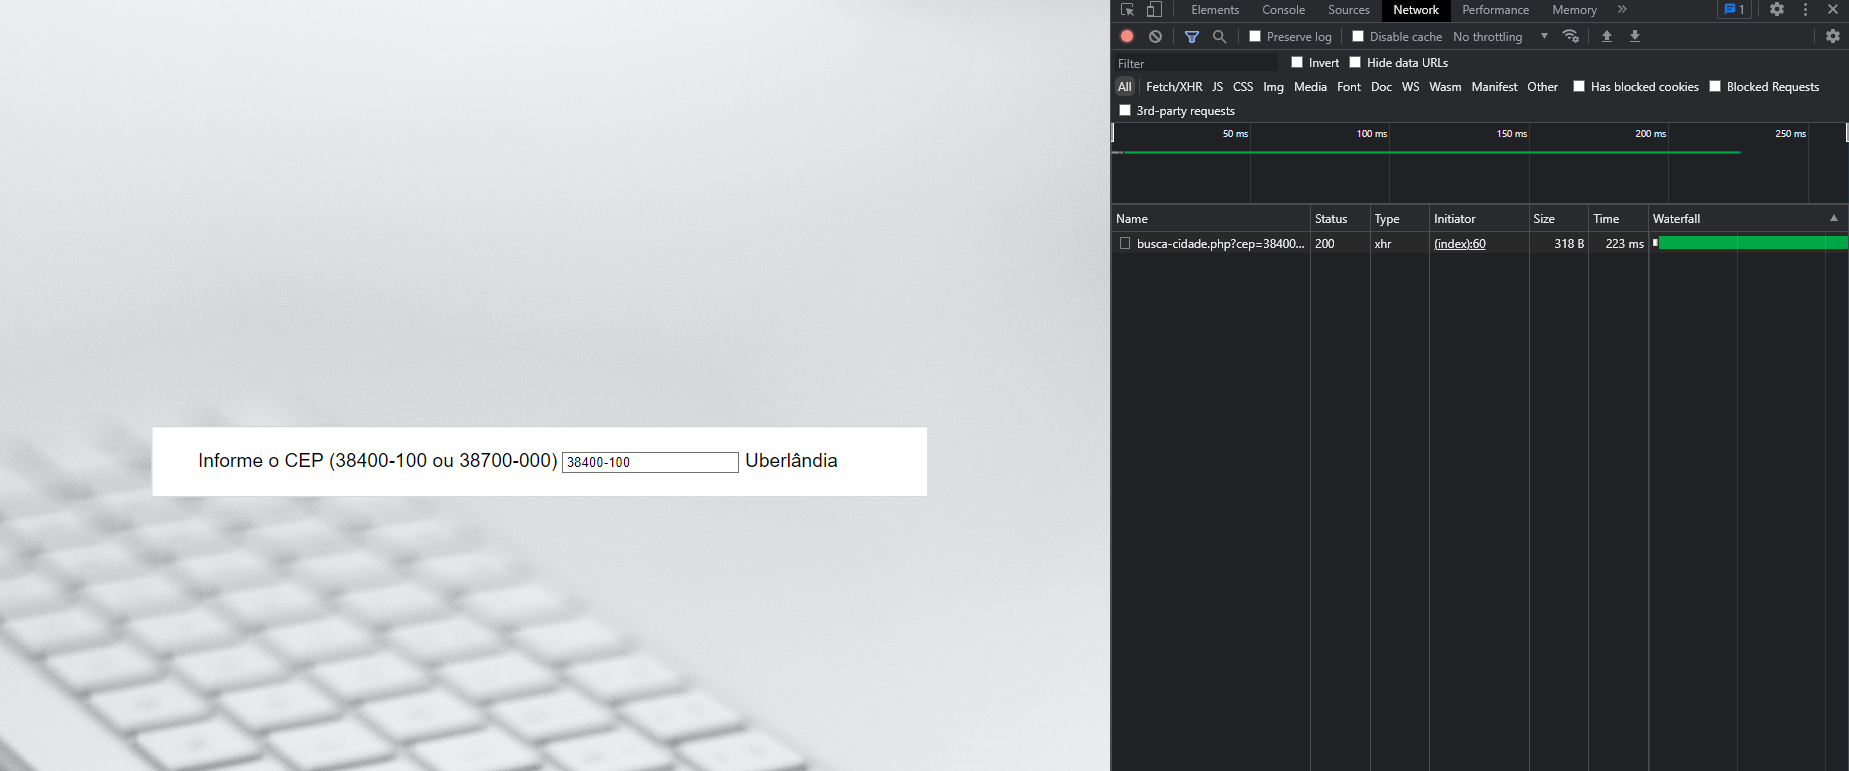 Informe o CEP (38400-100 ou 38700-000) 38400-100 Uberlândia
Elements Console Sources Network Performance Memory » 1
Preserve log Disable cache No throttling
Filter Invert Hide data URLs
All Fetch/XHR JS CSS Img Media Font Doc WS Wasm Manifest Other Has blocked cookies Blocked Requests
3rd-party requests
50 ms 100 ms 150 ms 200 ms 250 ms
Name Status Type Initiator Size Time Waterfall
busca-cidade.php?cep=38400... 200 xhr (index):60 318 B 223 ms